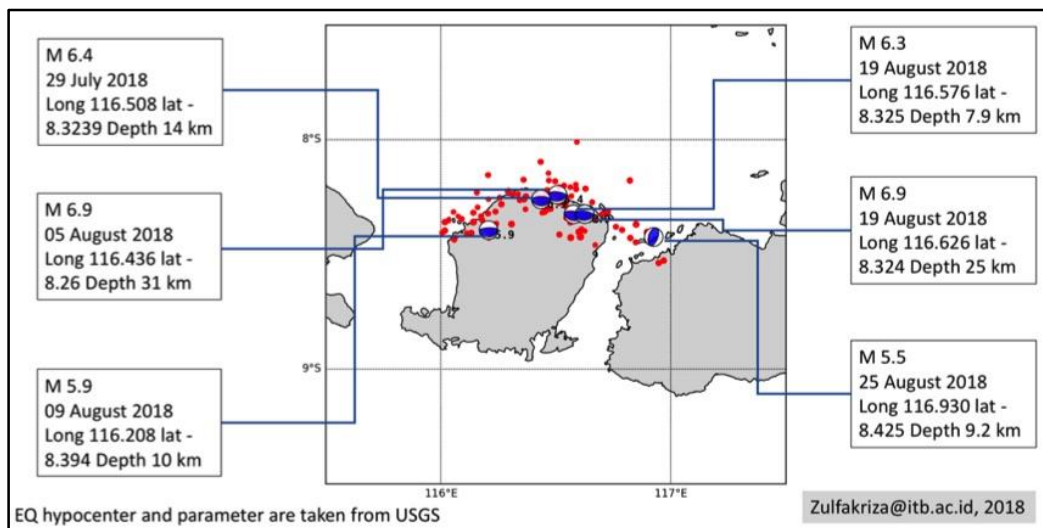 M 6.4
29 July 2018
Long 116.508 lat -
8.3239 Depth 14 km
M 6.9
05 August 2018
Long 116.436 lat -
8.26 Depth 31 km
M 5.9
09 August 2018
Long 116.208 lat -
8.394 Depth 10 km
8°S
9°S
116°E
117°E
5.9
M 6.3
19 August 2018
Long 116.576 lat -
8.325 Depth 7.9 km
M 6.9
19 August 2018
Long 116.626 lat -
8.324 Depth 25 km
M 5.5
25 August 2018
Long 116.930 lat -
8.425 Depth 9.2 km
EQ hypocenter and parameter are taken from USGS
Zulfakriza@itb.ac.id, 2018